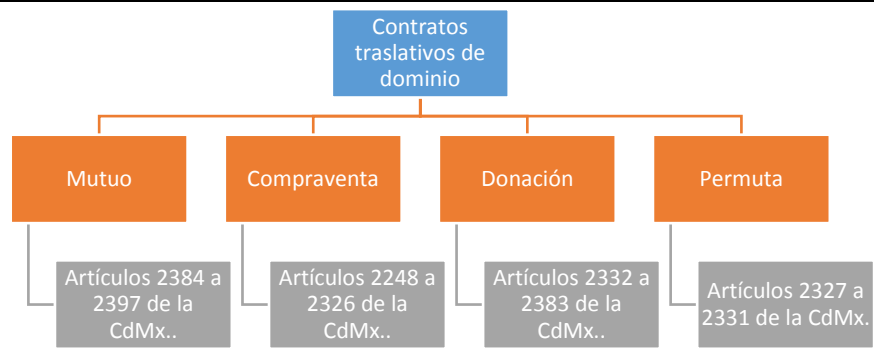 Contratos
traslativos de
dominio
Mutuo
Compraventa
Donación
Permuta
Artículos 2384 a
2397 de la
CdMx..
Artículos 2248 a
2326 de la
CdMx..
Artículos 2332 a
2383 de la
CdMx..
Artículos 2327 a
2331 de la CdMx.